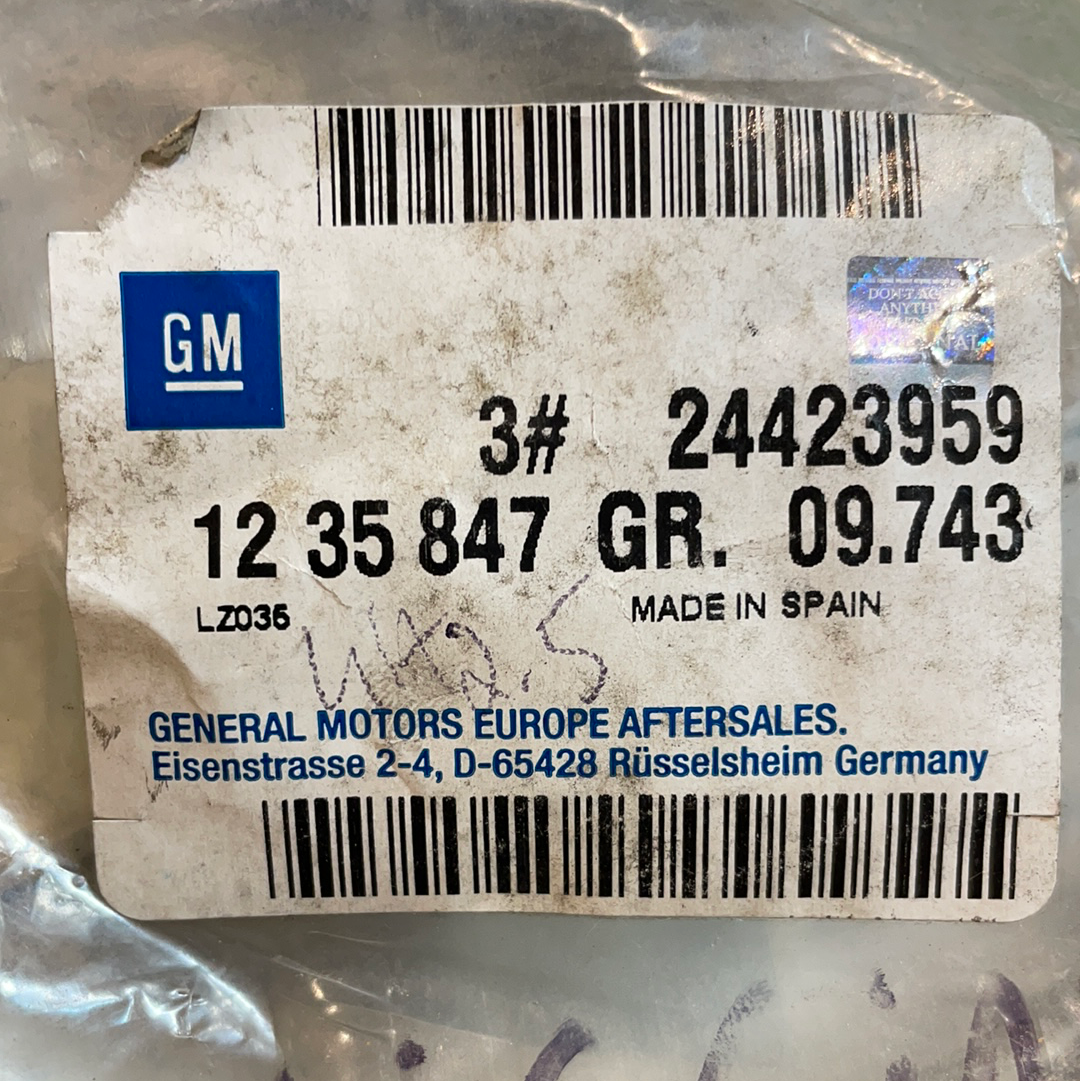 GM
DON'T
3# 24423959
12 35 847 GR. 09.743
LZ036 MADE IN SPAIN
GENERAL MOTORS EUROPE AFTERSALES.
Eisenstrasse 2-4, D-65428 Rüsselsheim Germany